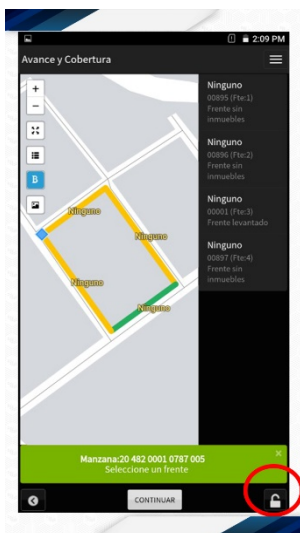 2:09 PM
Avance y Cobertura
+
−
B
Ninguno
Ninguno
Ninguno
Ninguno
Ninguno
00895 (Fte:1)
Frente sin
inmuebles
Ninguno
00896 (Fte:2)
Frente sin
inmuebles
Ninguno
00001 (Fte:3)
Frente levantado
Ninguno
00897 (Fte:4)
Frente sin
inmuebles
Manzana:20 482 0001 0787 005
Seleccione un frente
×
CONTINUAR